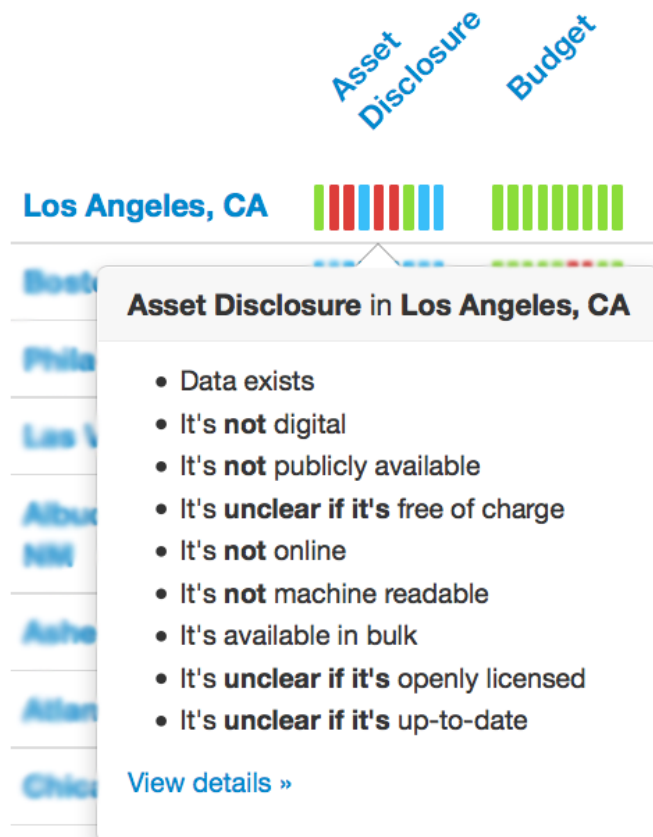 Asset
Disclosure
Budget
Los Angeles, CA
Asset Disclosure in Los Angeles, CA
• Data exists
• It's not digital
• It's not publicly available
• It's unclear if it's free of charge
• It's not online
• It's not machine readable
• It's available in bulk
• It's unclear if it's openly licensed
• It's unclear if it's up-to-date
View details »
Las
NM